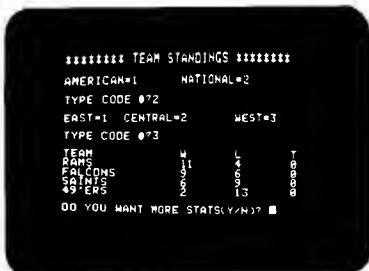 ******** TEAM STANDINGS ********
AMERICAN=1 NATIONAL=2
TYPE CODE #?2
EAST=1 CENTRAL=2 WEST=3
TYPE CODE #?3
TEAM W L T
RAMS 11 4 0
FALCONS 9 6 0
SAINTS 6 9 0
49'ERS 2 13 0
DO YOU WANT MORE STATS(Y/N)?